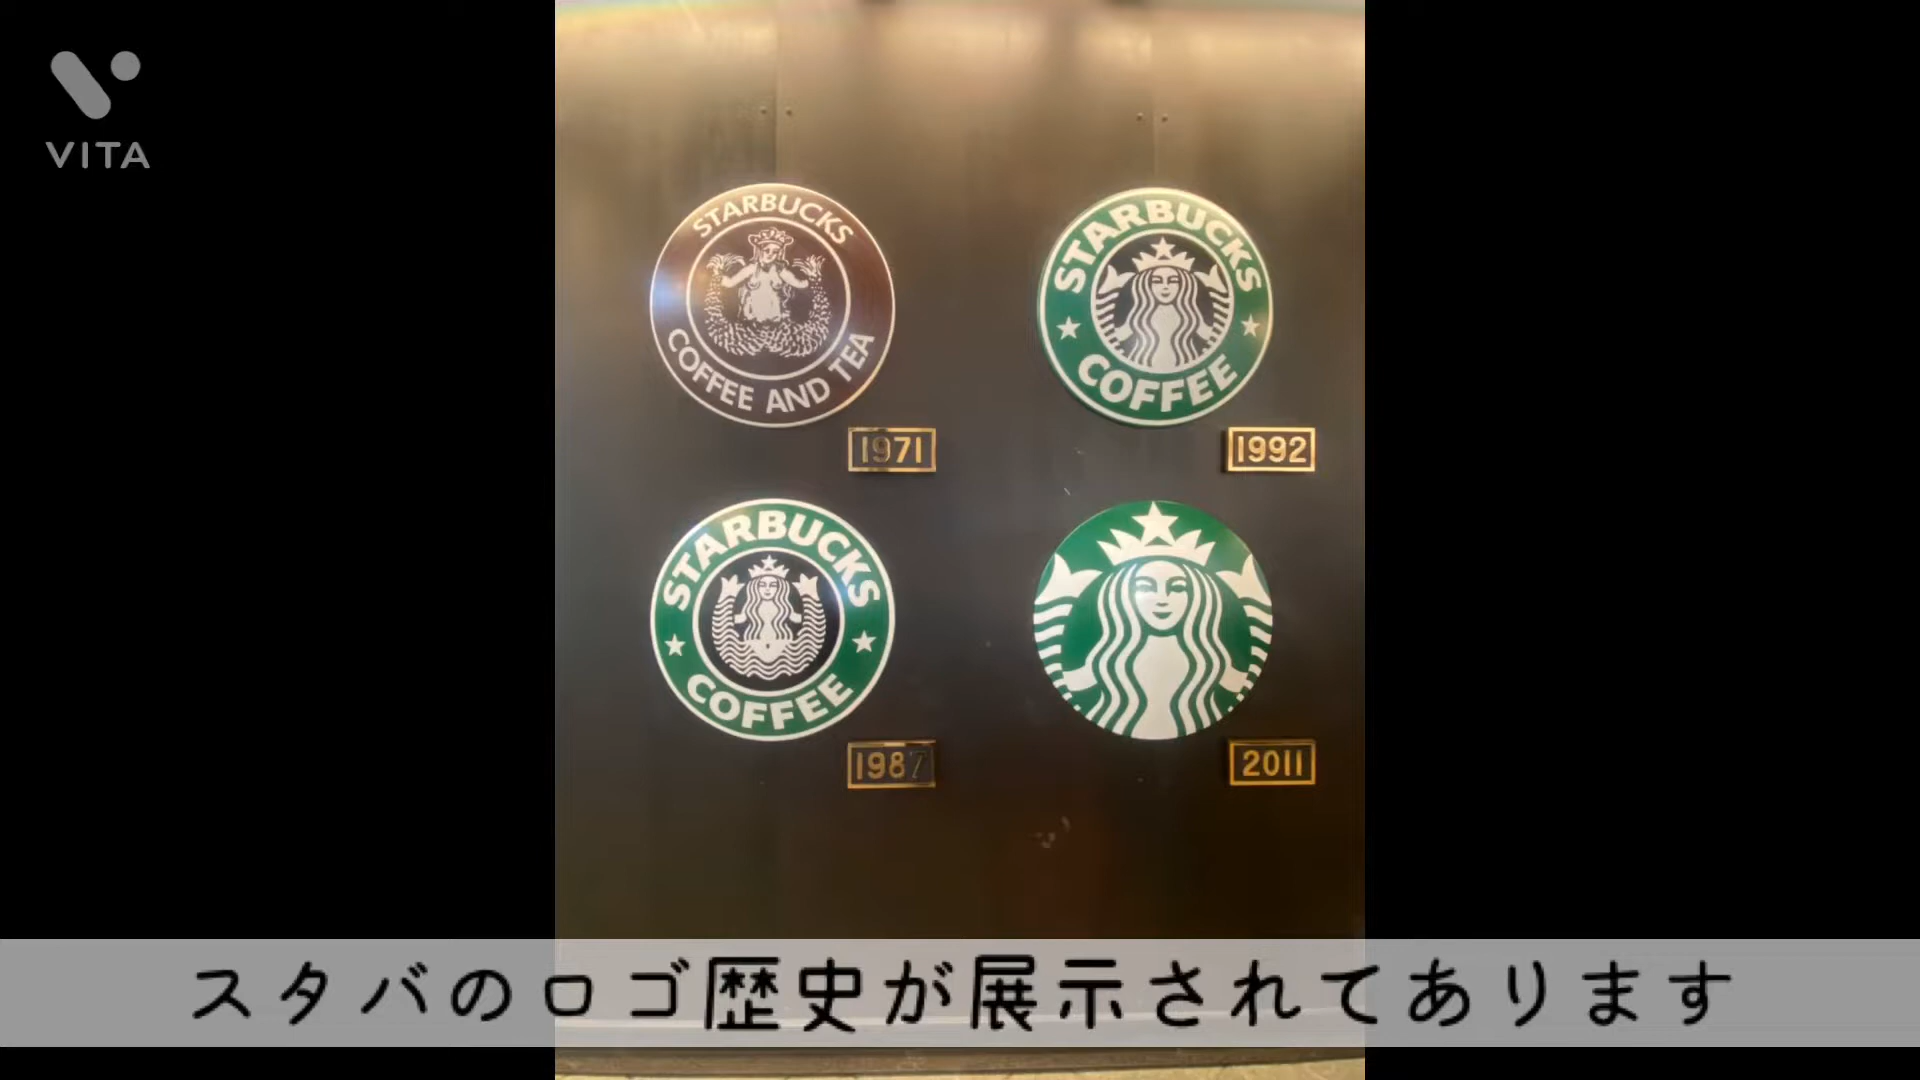 VITA
STARBUCKS
COFFEE AND TEA
1971
STARBUCKS
COFFEE
1992
STARBUCKS
COFFEE
1987
2011
スタバのロゴ歴史が展示されてあります